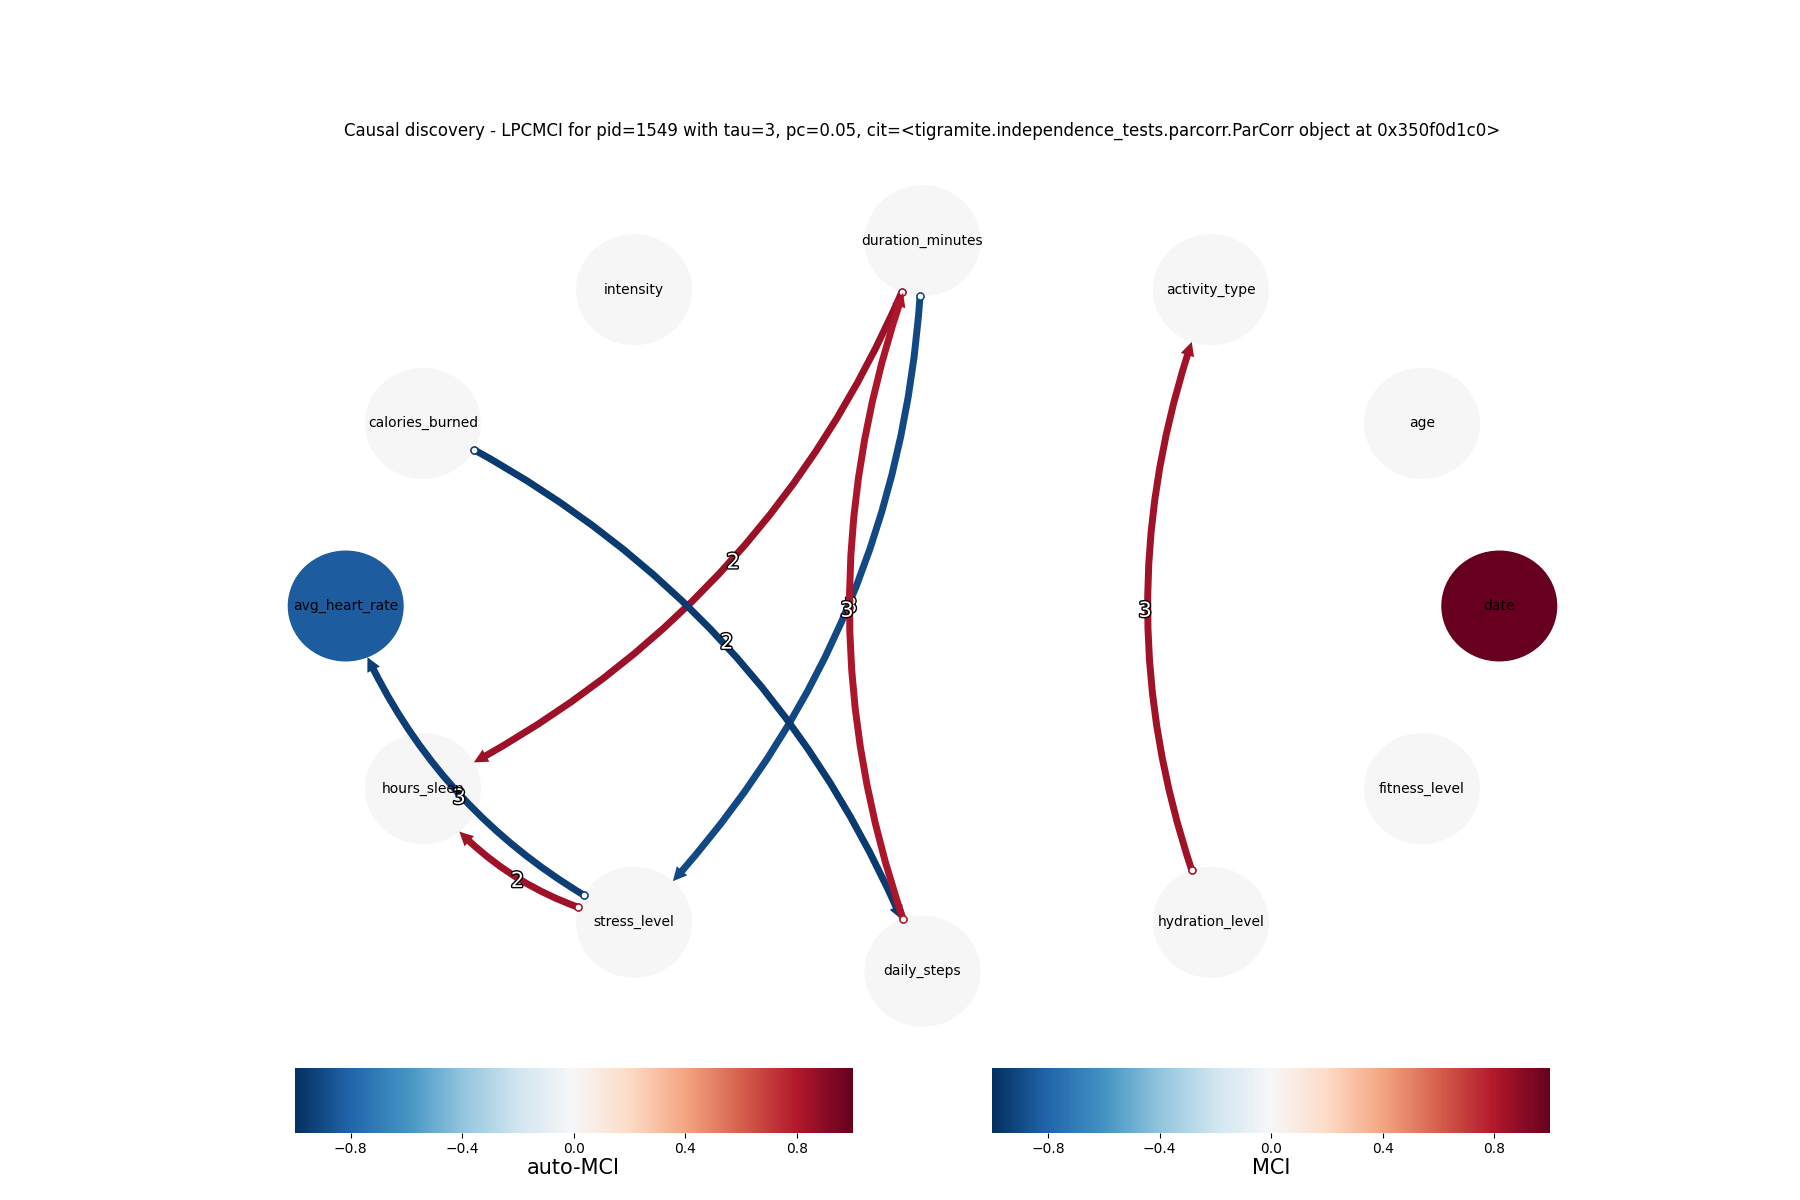 Causal discovery - LPCMCI for pid=1549 with tau=3, pc=0.05, cit=<tigramite.independence_tests.parcorr.ParCorr object at 0x350f0d1c0>
duration_minutes
intensity
activity_type
calories_burned
age
2
avg_heart_rate
date
3
3
2
hours_sleep
3
fitness_level
2
stress_level
hydration_level
daily_steps
−0.8 −0.4 0.0 0.4 0.8
auto-MCI
−0.8 −0.4 0.0 0.4 0.8
MCI